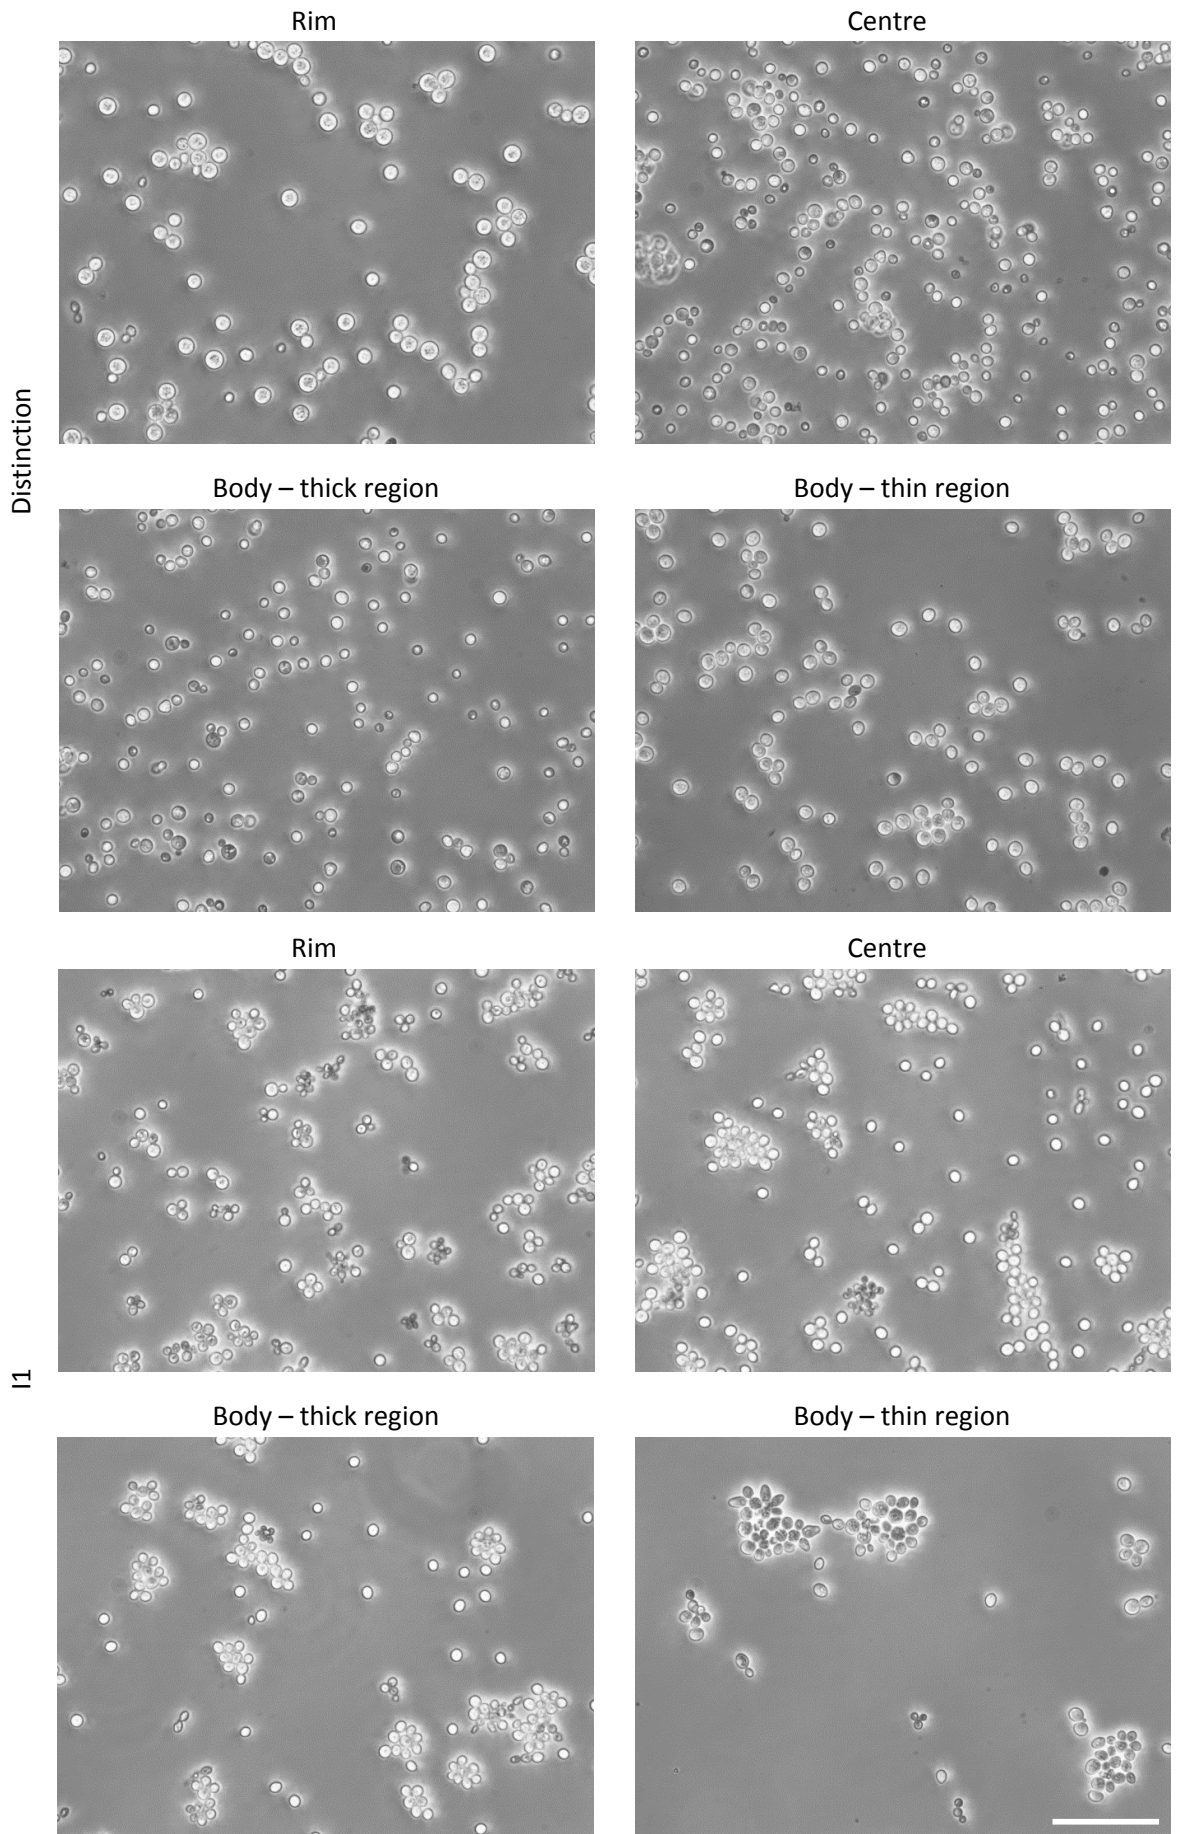 Rim
Centre
Distinction
Body – thick region
Body – thin region
Rim
Centre
I1
Body – thick region
Body – thin region